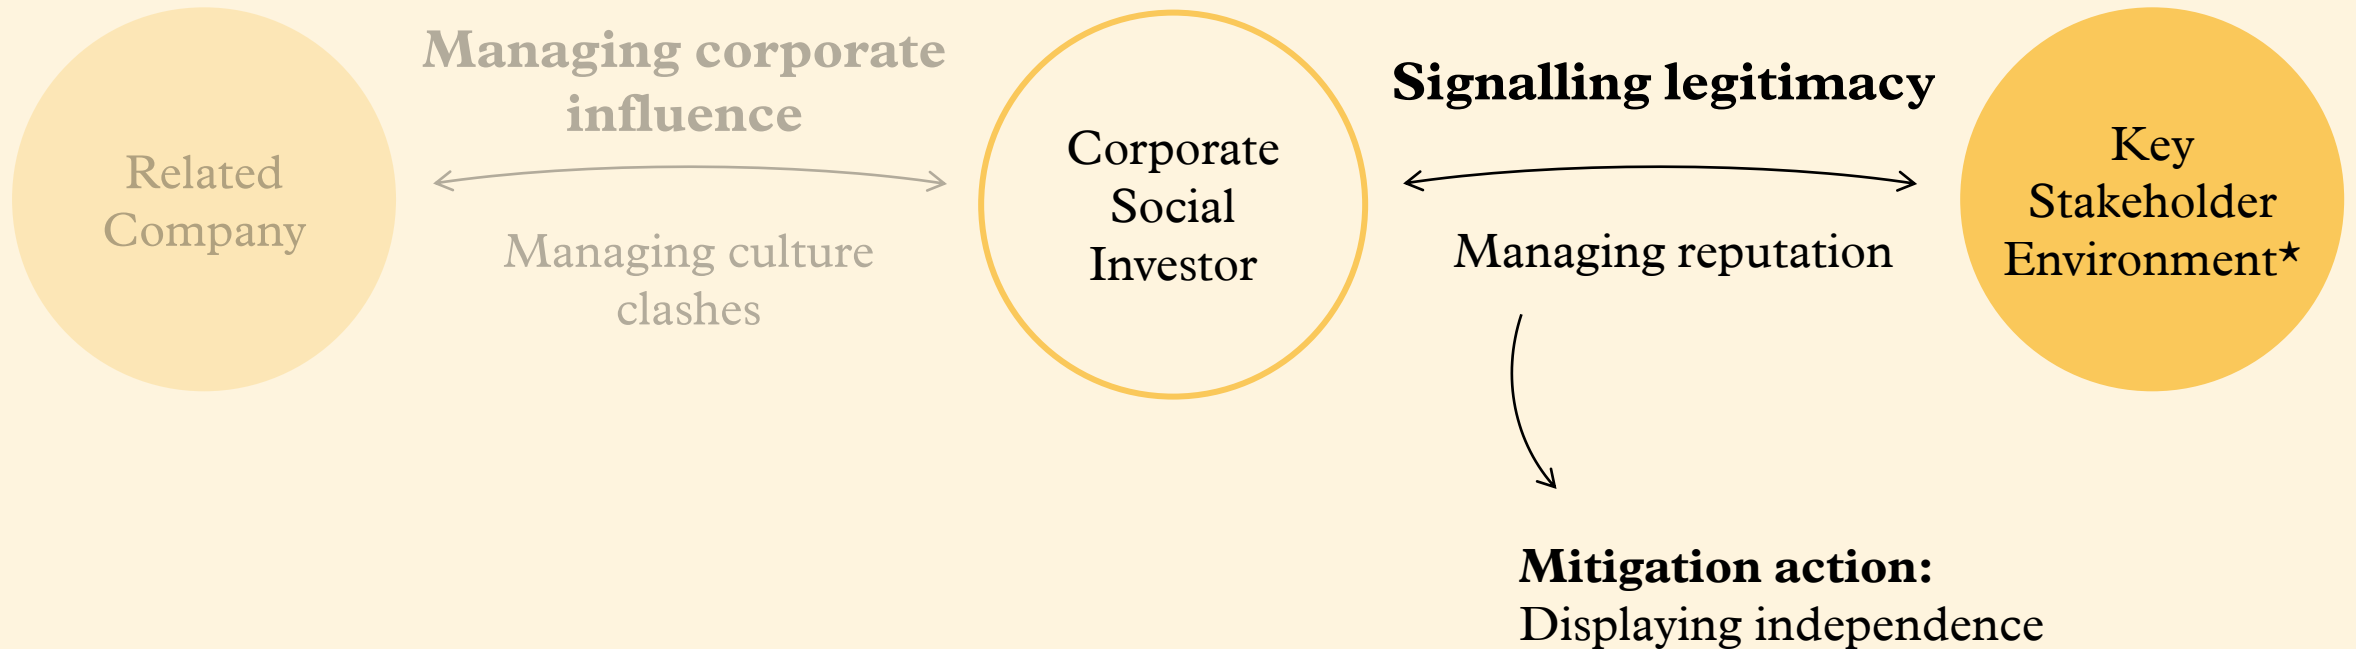 Related
Company
Managing corporate
influence
Managing culture
clashes
Corporate
Social
Investor
Signalling legitimacy
Managing reputation
Key
Stakeholder
Environment★
Mitigation action:
Displaying independence